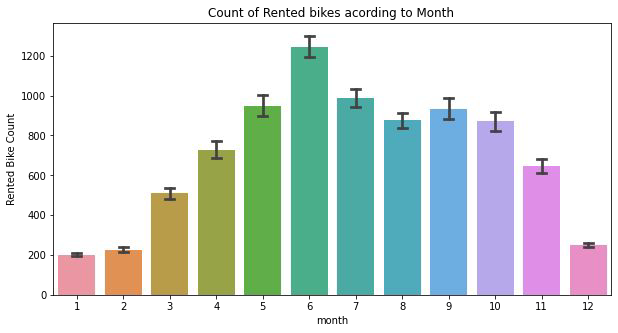 Count of Rented bikes acording to Month
Rented Bike Count
1200
1000
800
600
400
200
0
1 2 3 4 5 6 7 8 9 10 11 12
month